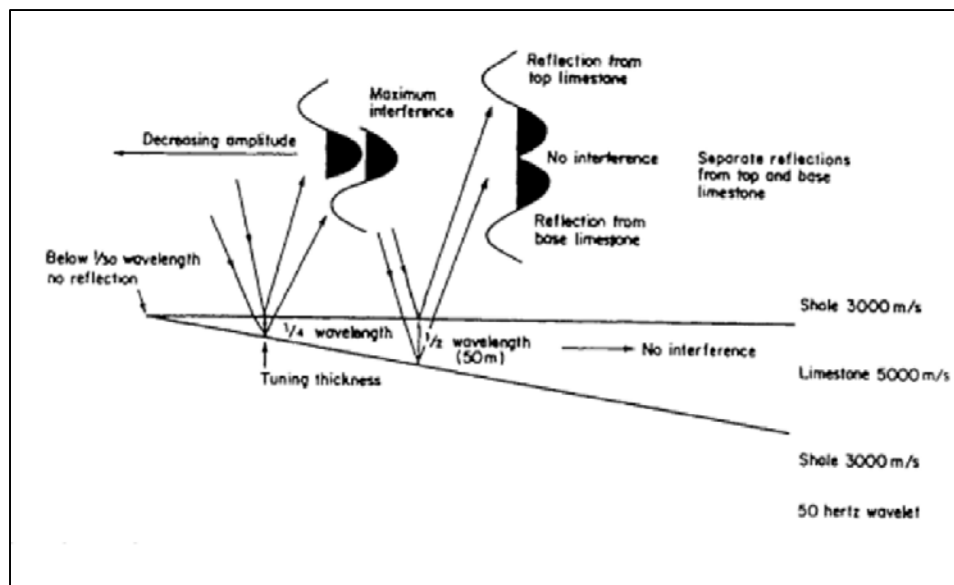 Reflection from
top limestone
Maximum
interference
Decreasing amplitude
No interference
Separate reflections
from top and base
limestone
Reflection from
base limestone
Below 1/30 wavelength
no reflection
Shale 3000 m/s
1/4 wavelength
1/2 wavelength
(50m)
No interference
Tuning thickness
Limestone 5000 m/s
Shale 3000 m/s
50 hertz wavelet